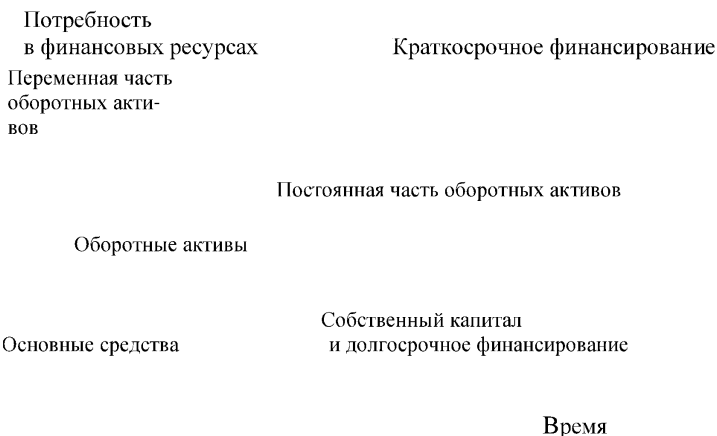 Потребность
в финансовых ресурсах
Краткосрочное финансирование
Переменная часть
оборотных акти-
вов
Постоянная часть оборотных активов
Оборотные активы
Собственный капитал
Основные средства
и долгосрочное финансирование
Время